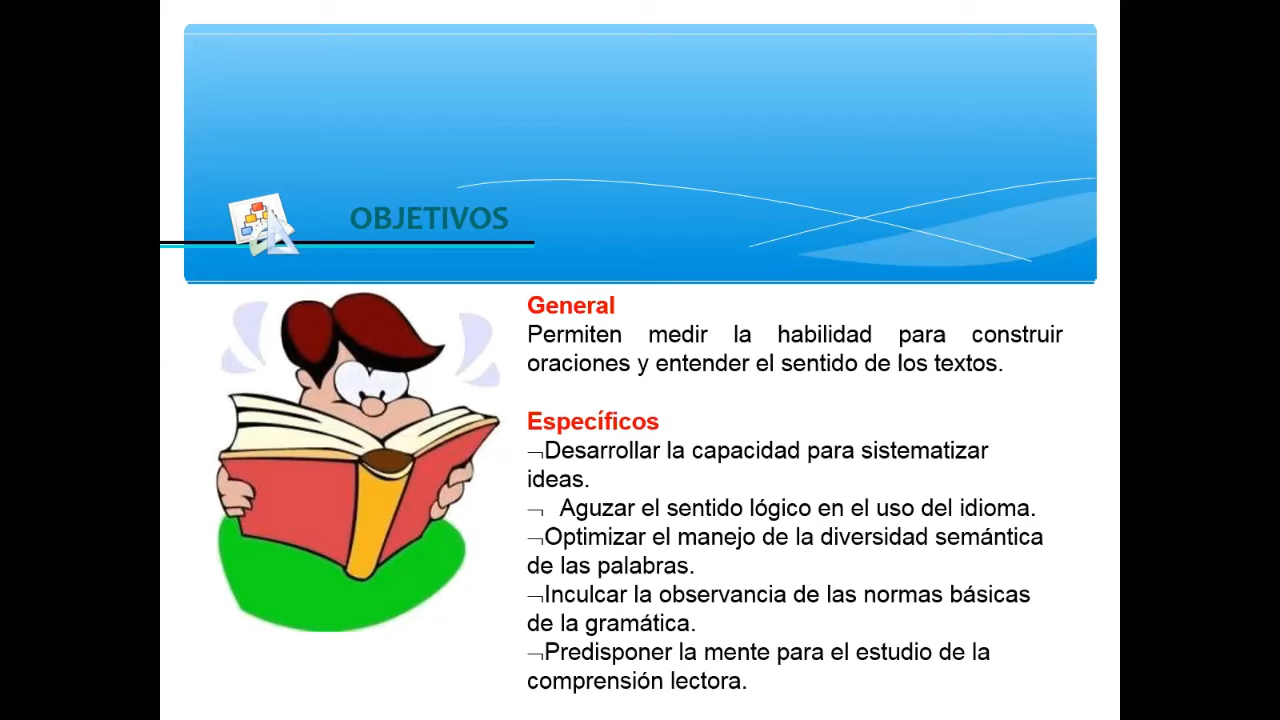 OBJETIVOS
General
Permiten medir la habilidad para construir
oraciones y entender el sentido de los textos.
Específicos
¬Desarrollar la capacidad para sistematizar
ideas.
¬ Aguzar el sentido lógico en el uso del idioma.
¬Optimizar el manejo de la diversidad semántica
de las palabras.
¬Inculcar la observancia de las normas básicas
de la gramática.
¬Predisponer la mente para el estudio de la
comprensión lectora.